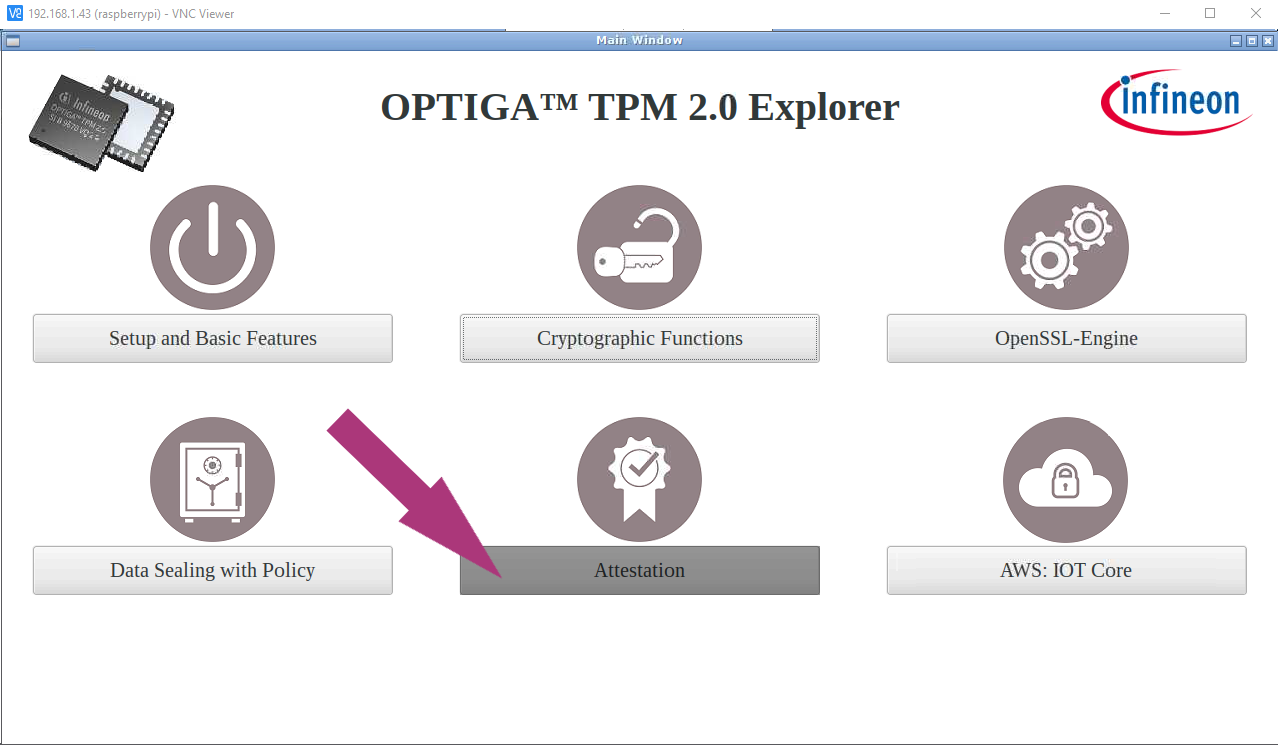 192.168.1.43 (raspberrypi) - VNC Viewer
Main Window
infineon
OPTIGA™ TPM 2.0
SLB 9670 VQ2.0
OPTIGA™ TPM 2.0 Explorer
infineon
Setup and Basic Features
Cryptographic Functions
OpenSSL-Engine
Data Sealing with Policy
Attestation
AWS: IOT Core